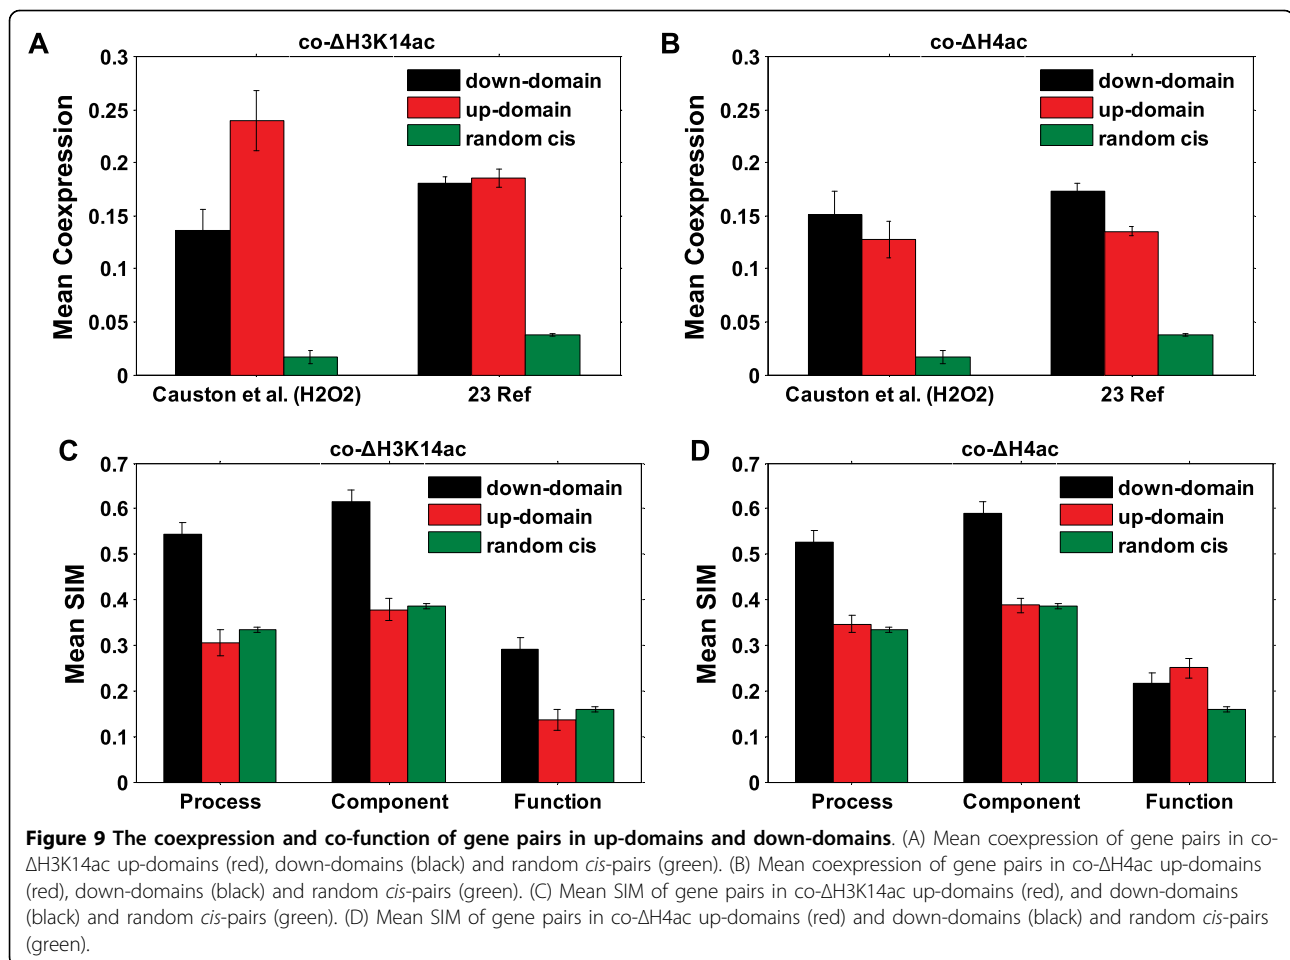 A
co-ΔH3K14ac
Mean Coexpression
0.3
0.25
0.2
0.15
0.1
0.05
0
down-domain
up-domain
random cis
Causton et al. (H2O2)
23 Ref
B
co-ΔH4ac
Mean Coexpression
0.3
0.25
0.2
0.15
0.1
0.05
0
down-domain
up-domain
random cis
Causton et al. (H2O2)
23 Ref
C
co-ΔH3K14ac
Mean SIM
0.7
0.6
0.5
0.4
0.3
0.2
0.1
0
down-domain
up-domain
random cis
Process
Component
Function
D
co-ΔH4ac
Mean SIM
0.7
0.6
0.5
0.4
0.3
0.2
0.1
0
down-domain
up-domain
random cis
Process
Component
Function
Figure 9 The coexpression and co-function of gene pairs in up-domains and down-domains. (A) Mean coexpression of gene pairs in co-
ΔH3K14ac up-domains (red), down-domains (black) and random cis-pairs (green). (B) Mean coexpression of gene pairs in co-ΔH4ac up-domains
(red), down-domains (black) and random cis-pairs (green). (C) Mean SIM of gene pairs in co-ΔH3K14ac up-domains (red), and down-domains
(black) and random cis-pairs (green). (D) Mean SIM of gene pairs in co-ΔH4ac up-domains (red) and down-domains (black) and random cis-pairs
(green).